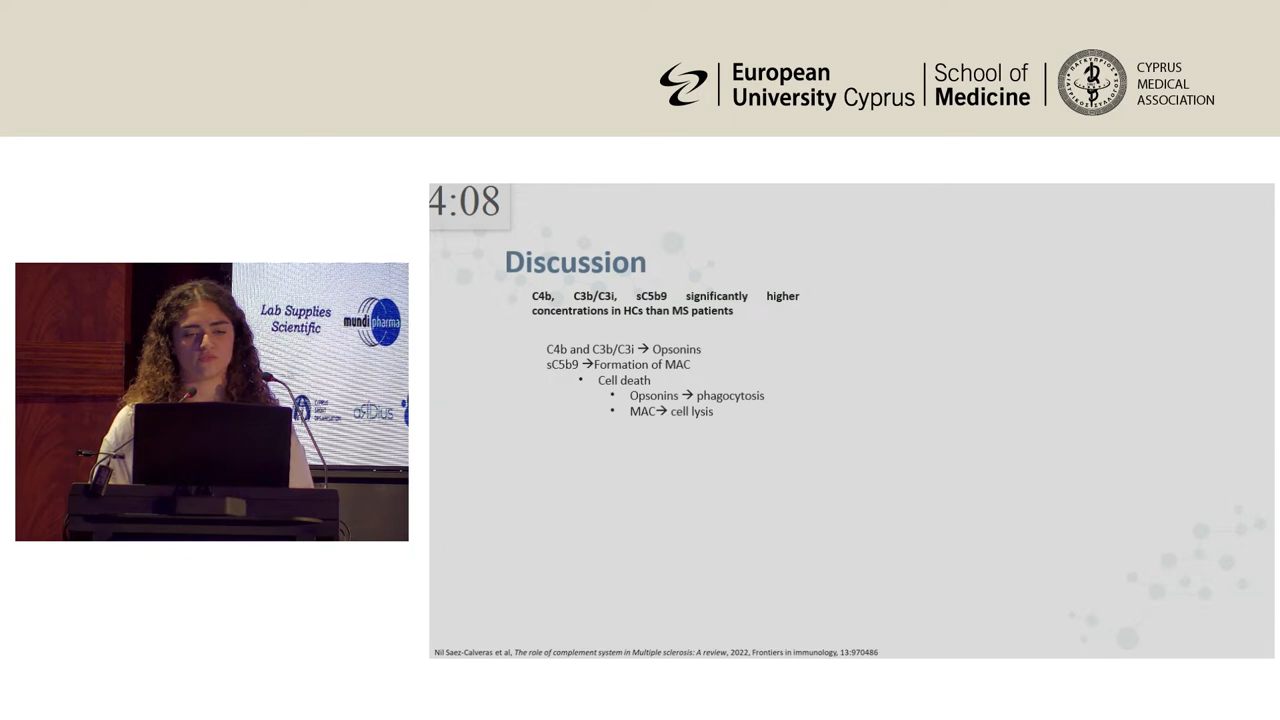 European
University Cyprus
School of
Medicine
CYPRUS
MEDICAL
ASSOCIATION
4:08
Discussion
C4b, C3b/C3i, sC5b9 significantly higher
concentrations in HCs than MS patients
C4b and C3b/C3i → Opsonins
sC5b9 →Formation of MAC
• Cell death
• Opsonins → phagocytosis
• MAC→ cell lysis
Lab Supplies
Scientific
mundipharma
Nil Saez-Calveras et al, The role of complement system in Multiple sclerosis: A review, 2022, Frontiers in immunology, 13:970486